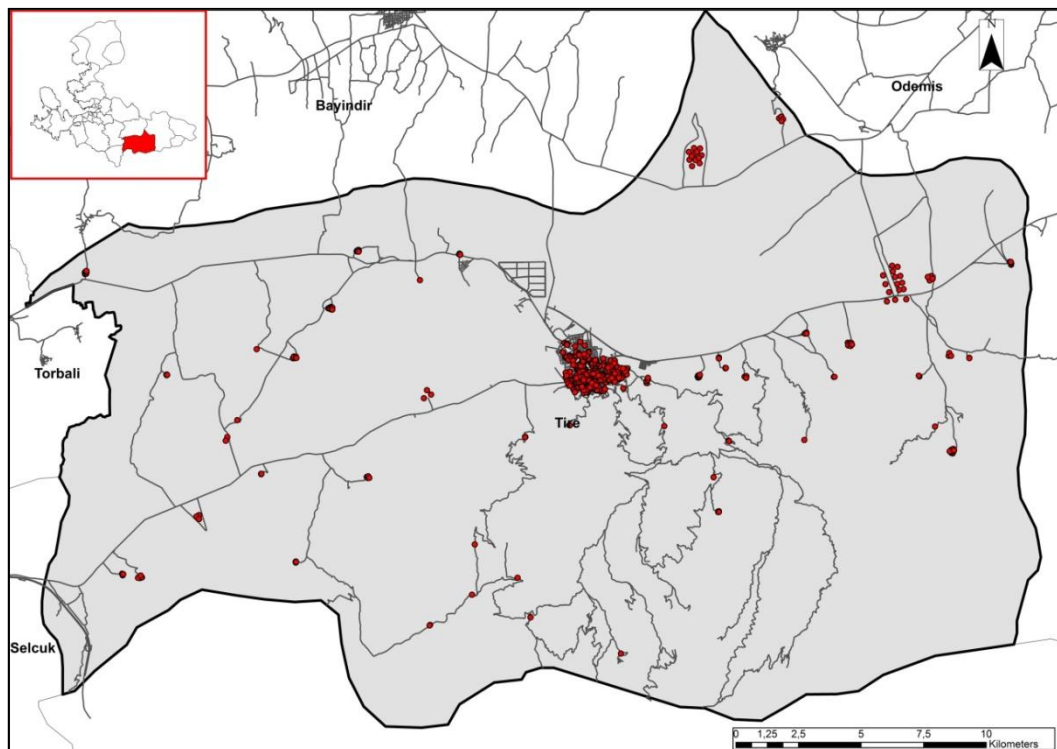 N
Bayindir
Odemis
Torbali
Tire
Selcuk
0 1,25 2,5 5 7,5 10
Kilometers